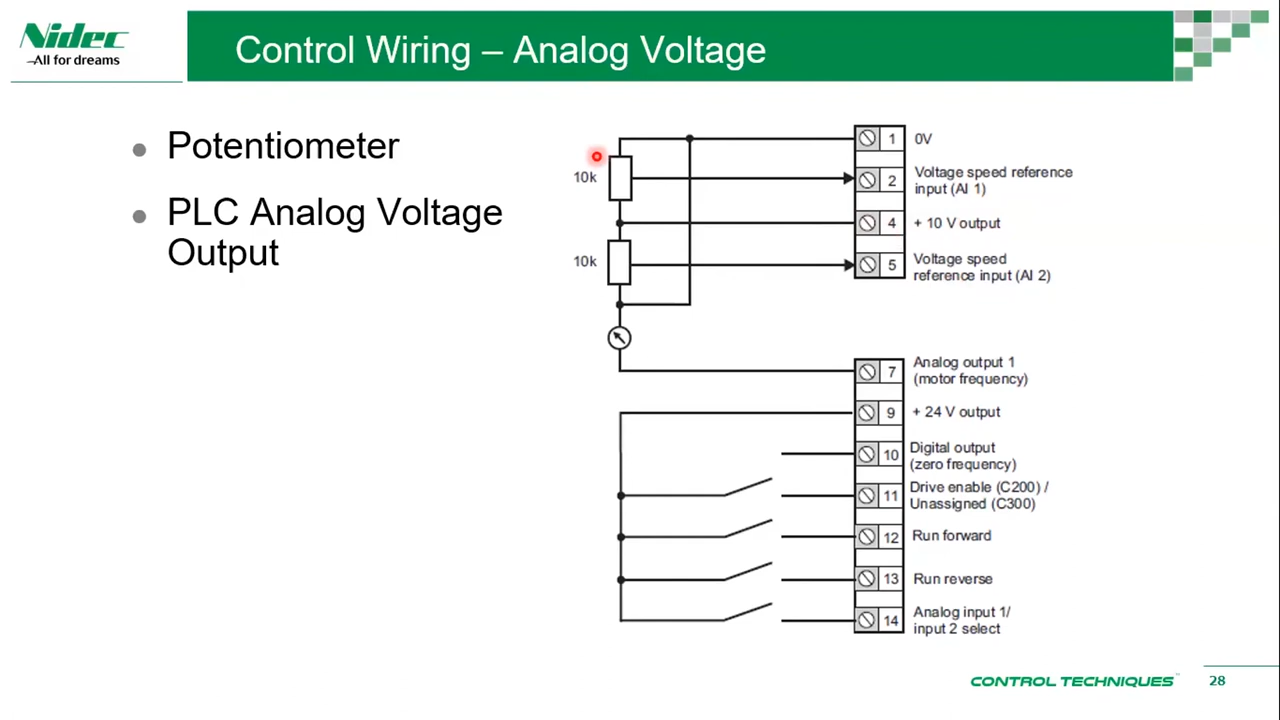 Nidec
All for dreams
Control Wiring – Analog Voltage
Potentiometer
PLC Analog Voltage
Output
10k
10k
1 0V
2 Voltage speed reference
input (AI 1)
4 + 10 V output
5 Voltage speed
reference input (AI 2)
7 Analog output 1
(motor frequency)
9 + 24 V output
10 Digital output
(zero frequency)
11 Drive enable (C200) /
Unassigned (C300)
12 Run forward
13 Run reverse
14 Analog input 1/
input 2 select
CONTROL TECHNIQUES
28